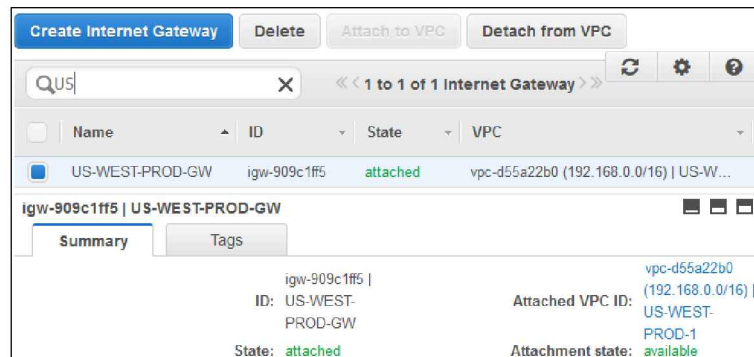 Create Internet Gateway Delete Attach to VPC Detach from VPC
US 1 to 1 of 1 Internet Gateway
Name ID State VPC
US-WEST-PROD-GW igw-909c1ff5 attached vpc-d55a22b0 (192.168.0.0/16) | US-W...
igw-909c1ff5 | US-WEST-PROD-GW
Summary Tags
ID: igw-909c1ff5 |
US-WEST-
PROD-GW
Attached VPC ID: vpc-d55a22b0
(192.168.0.0/16) |
US-WEST-
PROD-1
State: attached Attachment state: available